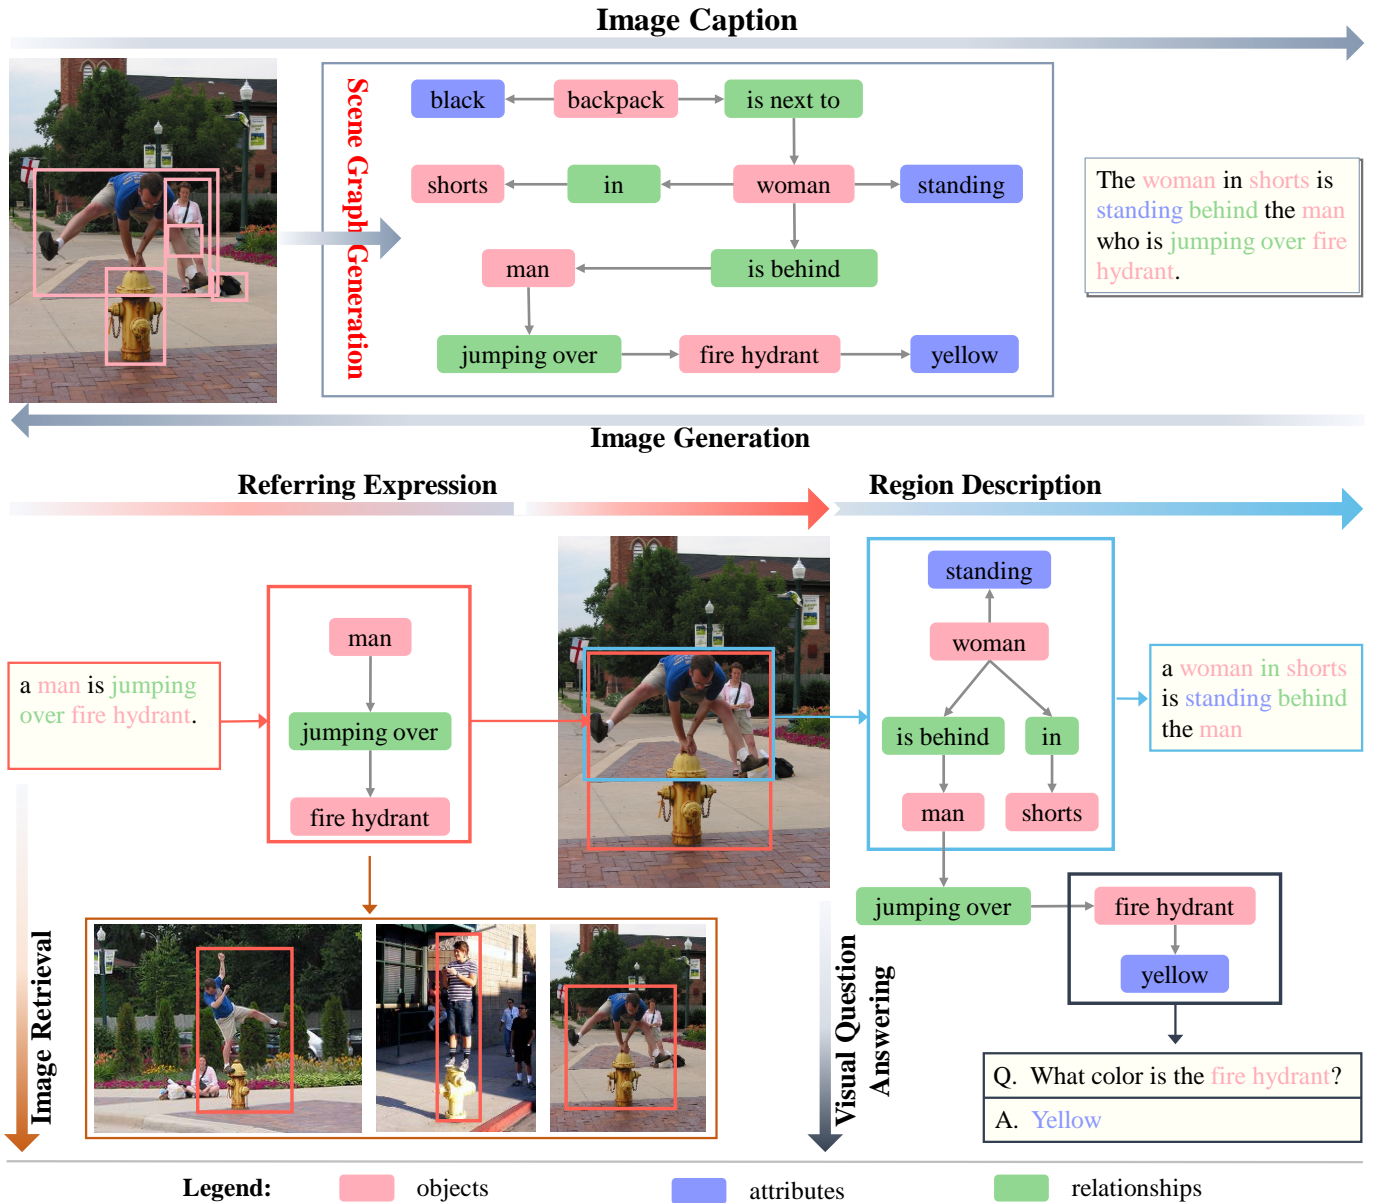 Image Caption
Scene Graph Generation
black
backpack
is next to
shorts
in
woman
standing
man
is behind
jumping over
fire hydrant
yellow
The woman in shorts is
standing behind the man
who is jumping over fire
hydrant.
Image Generation
Referring Expression
Region Description
a man is jumping
over fire hydrant.
man
jumping over
fire hydrant
standing
woman
is behind
in
man
shorts
a woman in shorts
is standing behind
the man
jumping over
fire hydrant
yellow
Image Retrieval
Visual Question
Answering
Q. What color is the fire hydrant?
A. Yellow
Legend:
objects
attributes
relationships